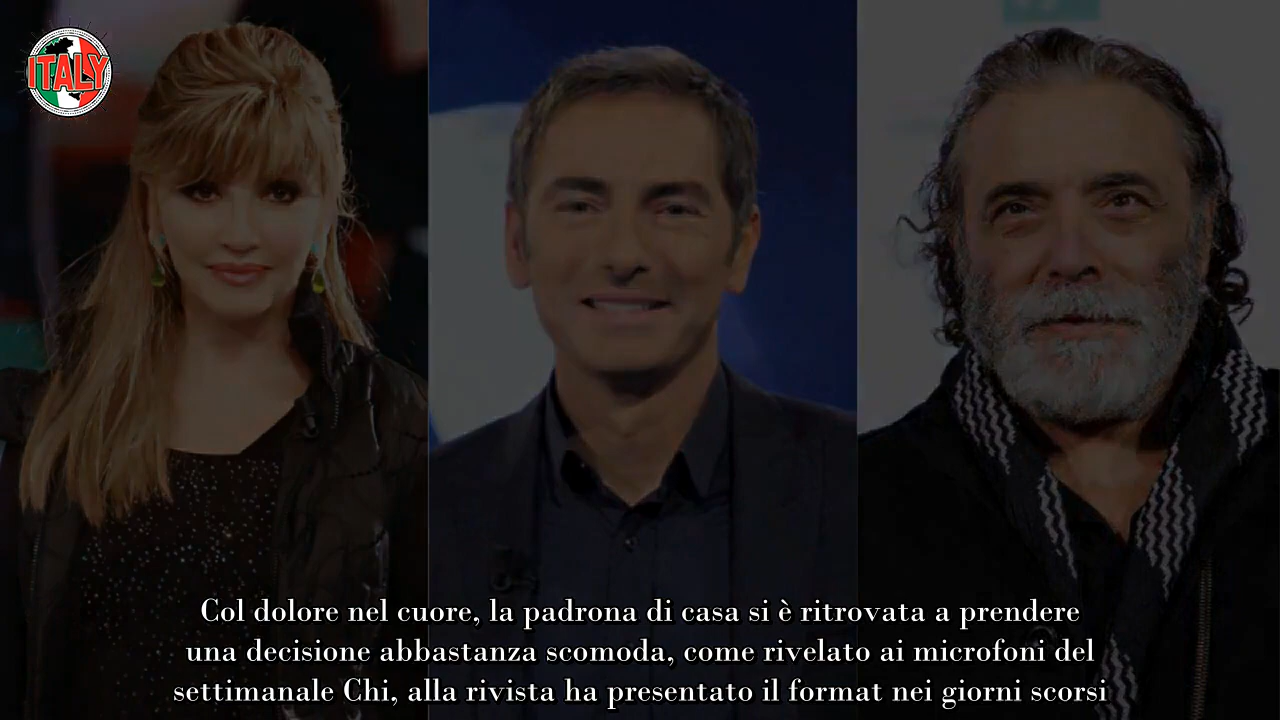 ITALY
Col dolore nel cuore, la padrona di casa si è ritrovata a prendere
una decisione abbastanza scomoda, come rivelato ai microfoni del
settimanale Chi, alla rivista ha presentato il format nei giorni scorsi